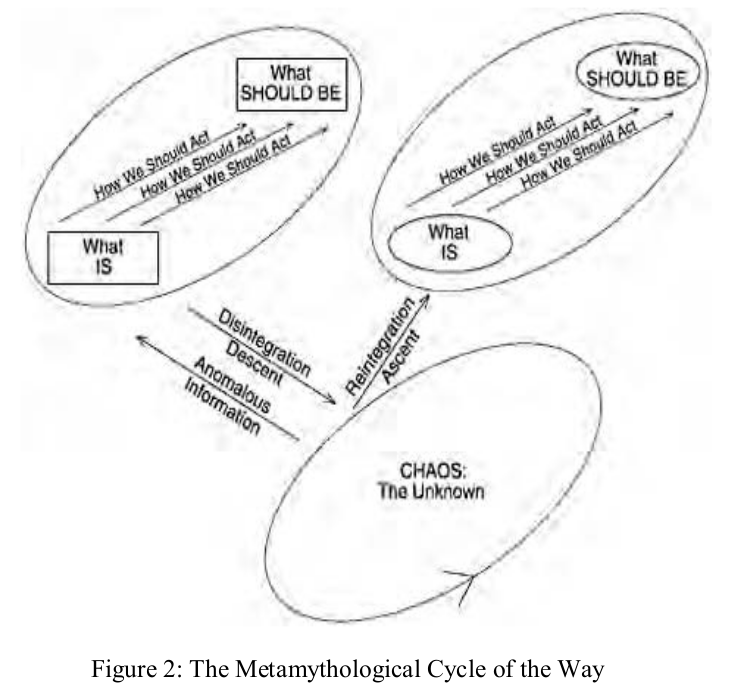 What
SHOULD BE
How We Should Act
How We Should Act
How We Should Act
What
IS
What
SHOULD BE
How We Should Act
How We Should Act
How We Should Act
What
IS
Disintegration
Descent
Anomalous
Information
Reintegration
Ascent
CHAOS:
The Unknown
Figure 2: The Metamythological Cycle of the Way